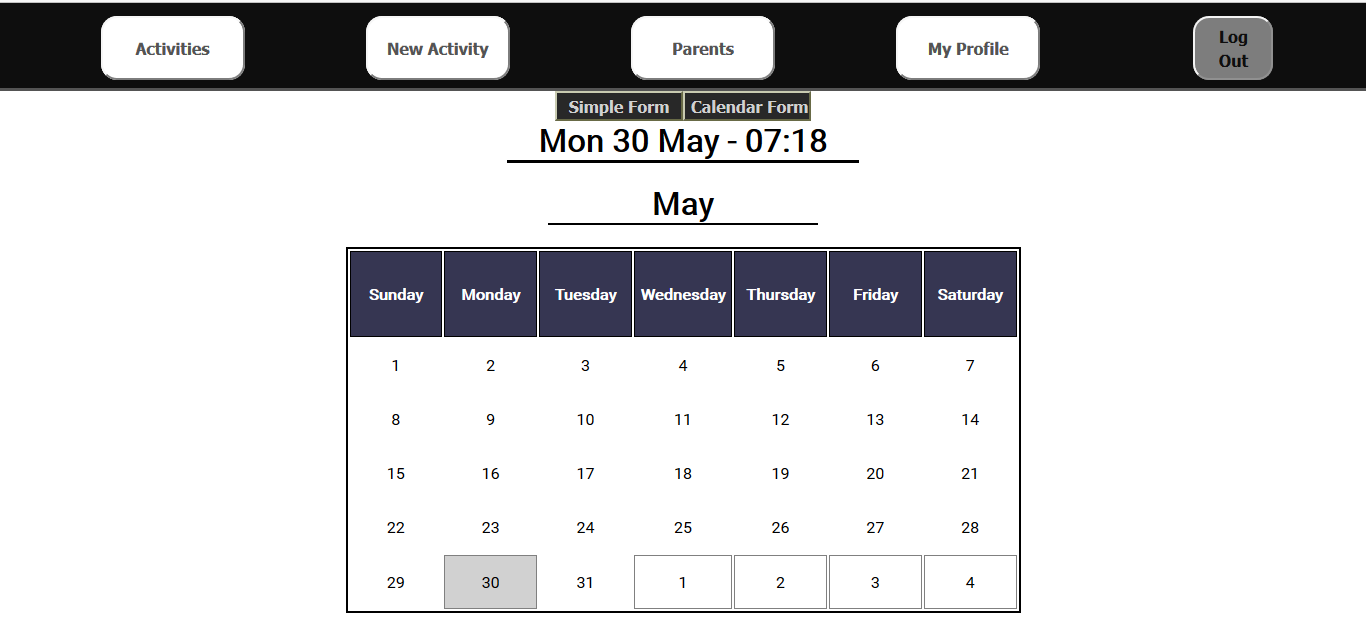 Activities New Activity Parents My Profile Log
Out
Simple Form Calendar Form
Mon 30 May - 07:18
May
Sunday Monday Tuesday Wednesday Thursday Friday Saturday
1 2 3 4 5 6 7
8 9 10 11 12 13 14
15 16 17 18 19 20 21
22 23 24 25 26 27 28
29 30 31 1 2 3 4